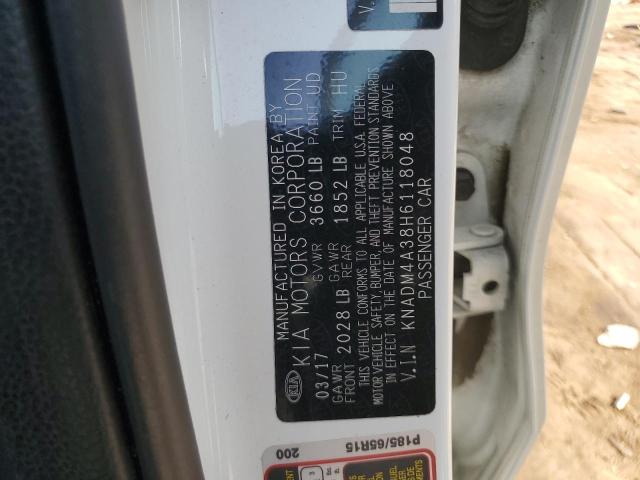 KIA
MANUFACTURED IN KOREA BY
KIA MOTORS CORPORATION
03/17 GVWR 3660 LB PAINT UD
GAWR FRONT 2028 LB GAWR REAR 1852 LB TRIM HU
THIS VEHICLE CONFORMS TO ALL APPLICABLE U.S.A. FEDERAL
MOTOR VEHICLE SAFETY, BUMPER, AND THEFT PREVENTION STANDARDS
IN EFFECT ON THE DATE OF MANUFACTURE SHOWN ABOVE
V.I.N KNADM4A38H6118048
PASSENGER CAR
200 P185/65R15